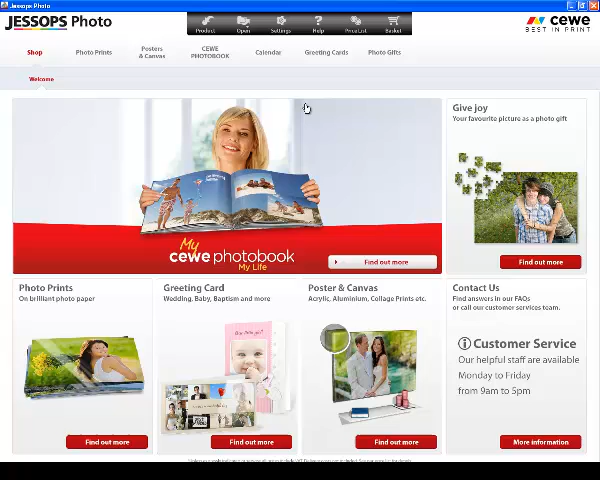 Jessops Photo
JESSOPS Photo
Product
Open
Settings
Help
Price List
Basket
cewe
BEST IN PRINT
Shop
Photo Prints
Posters
& Canvas
CEWE
PHOTOBOOK
Calendar
Greeting Cards
Photo Gifts
Welcome
My
cewe photobook
My Life
Find out more
Give joy
Your favourite picture as a photo gift
Find out more
Photo Prints
On brilliant photo paper
Find out more
Greeting Card
Wedding, Baby, Baptism and more
Find out more
Poster & Canvas
Acrylic, Aluminium, Collage Prints etc.
Find out more
Contact Us
Find answers in our FAQs
or call our customer services team.
Customer Service
Our helpful staff are available
Monday to Friday
from 9am to 5pm
More information